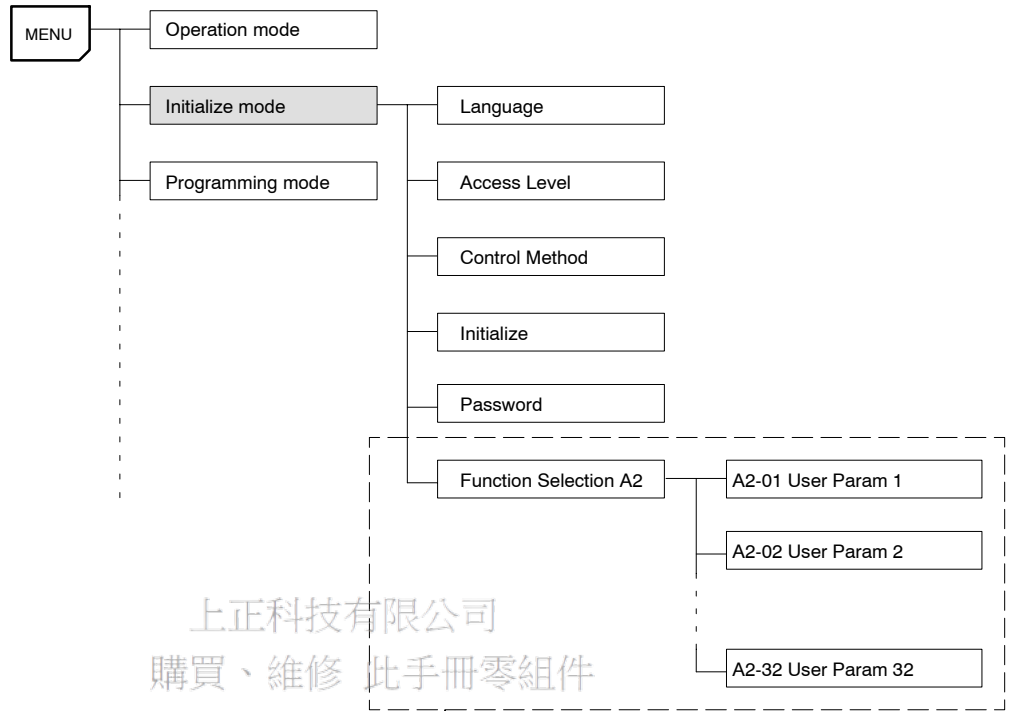 MENU
Operation mode
Initialize mode
Language
Programming mode
Access Level
Control Method
Initialize
Password
Function Selection A2
A2-01 User Param 1
A2-02 User Param 2
A2-32 User Param 32
上正科技有限公司
購買、維修 此手冊零組件